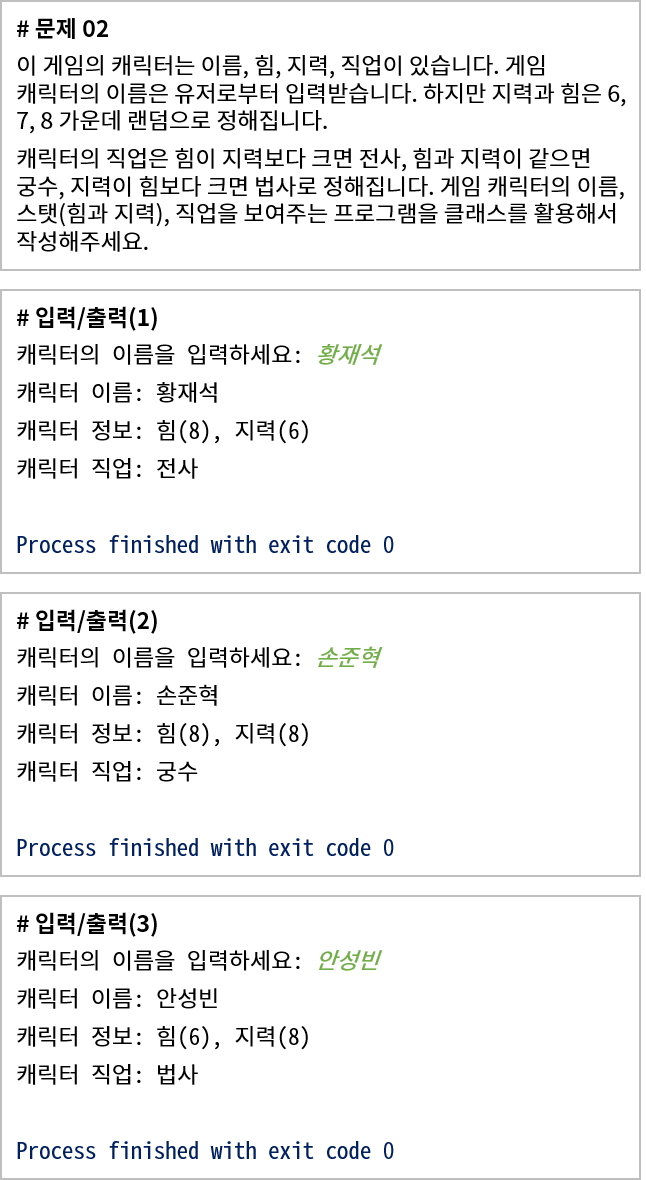 # 문제 02
이 게임의 캐릭터는 이름, 힘, 지력, 직업이 있습니다. 게임
캐릭터의 이름은 유저로부터 입력받습니다. 하지만 지력과 힘은 6,
7, 8 가운데 랜덤으로 정해집니다.
캐릭터의 직업은 힘이 지력보다 크면 전사, 힘과 지력이 같으면
궁수, 지력이 힘보다 크면 법사로 정해집니다. 게임 캐릭터의 이름,
스탯(힘과 지력), 직업을 보여주는 프로그램을 클래스를 활용해서
작성해주세요.
# 입력/출력(1)
캐릭터의 이름을 입력하세요: 황재석
캐릭터 이름: 황재석
캐릭터 정보: 힘(8), 지력(6)
캐릭터 직업: 전사
Process finished with exit code 0
# 입력/출력(2)
캐릭터의 이름을 입력하세요: 손준혁
캐릭터 이름: 손준혁
캐릭터 정보: 힘(8), 지력(8)
캐릭터 직업: 궁수
Process finished with exit code 0
# 입력/출력(3)
캐릭터의 이름을 입력하세요: 안성빈
캐릭터 이름: 안성빈
캐릭터 정보: 힘(6), 지력(8)
캐릭터 직업: 법사
Process finished with exit code 0